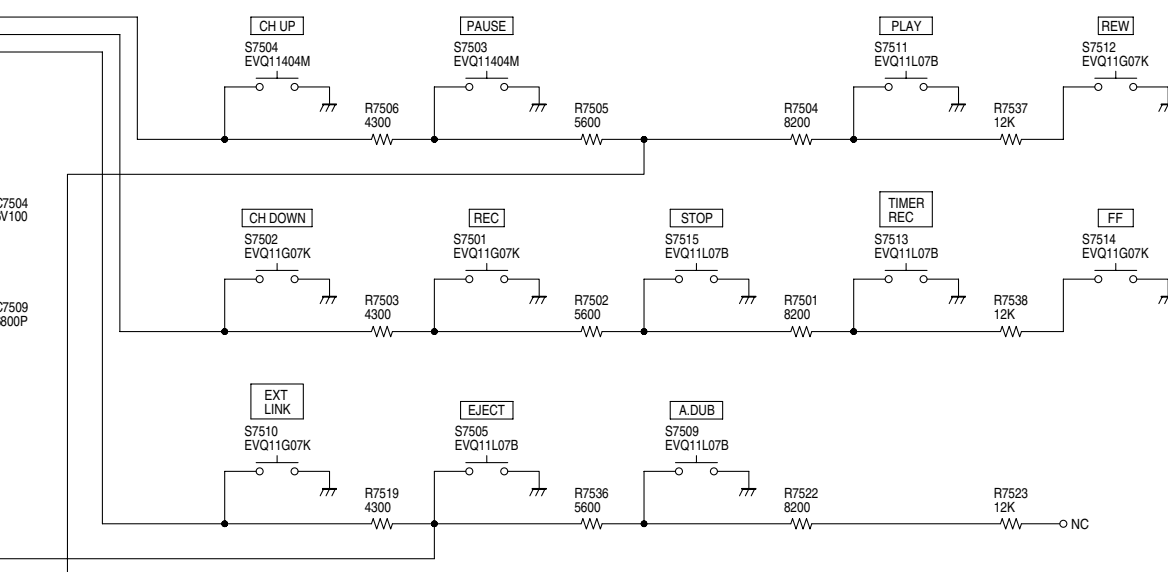 CH UP
S7504
EVQ11404M
PAUSE
S7503
EVQ11404M
PLAY
S7511
EVQ11L07B
REW
S7512
EVQ11G07K
R7506
4300
R7505
5600
R7504
8200
R7537
12K
C7504
6V100
CH DOWN
S7502
EVQ11G07K
REC
S7501
EVQ11G07K
STOP
S7515
EVQ11L07B
TIMER
REC
S7513
EVQ11L07B
FF
S7514
EVQ11G07K
C7509
R7503
4300
R7502
5600
R7501
8200
R7538
12K
EXT
LINK
S7510
EVQ11G07K
EJECT
S7505
EVQ11L07B
A.DUB
S7509
EVQ11L07B
R7519
4300
R7536
5600
R7522
8200
R7523
12K
NC